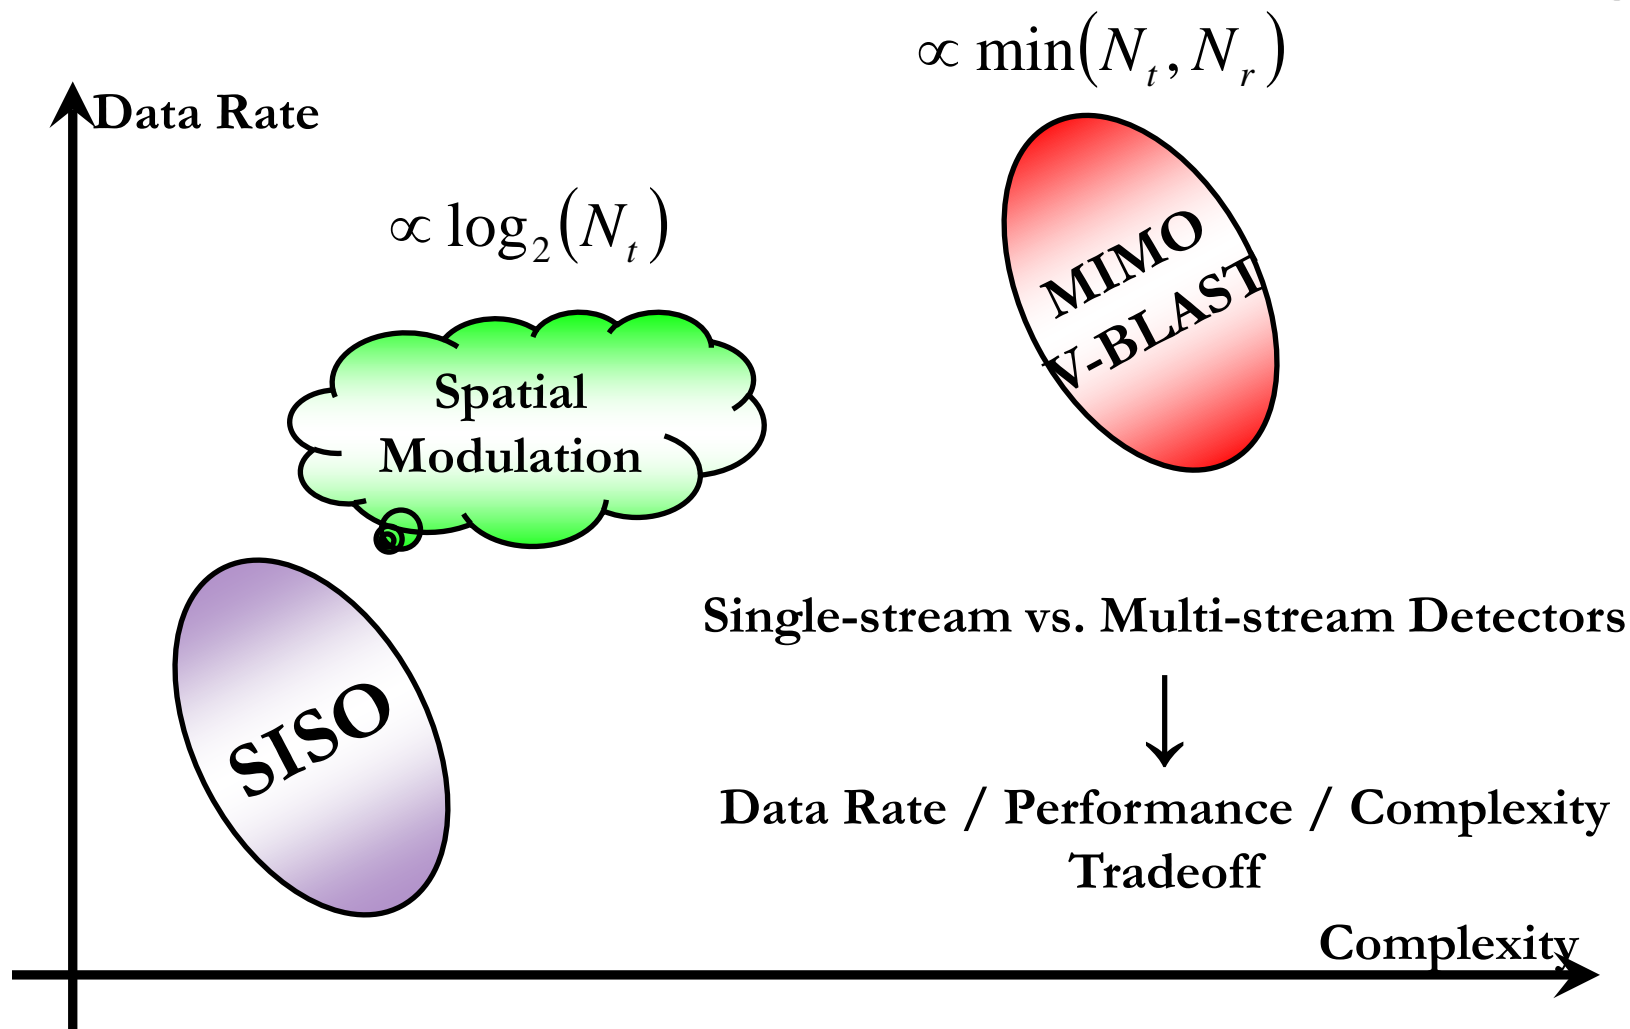 ∝ min(N_t, N_r)
Data Rate
∝ log_2(N_t)
MIMO
V-BLAST
Spatial
Modulation
SISO
Single-stream vs. Multi-stream Detectors
↓
Data Rate / Performance / Complexity
Tradeoff
Complexity